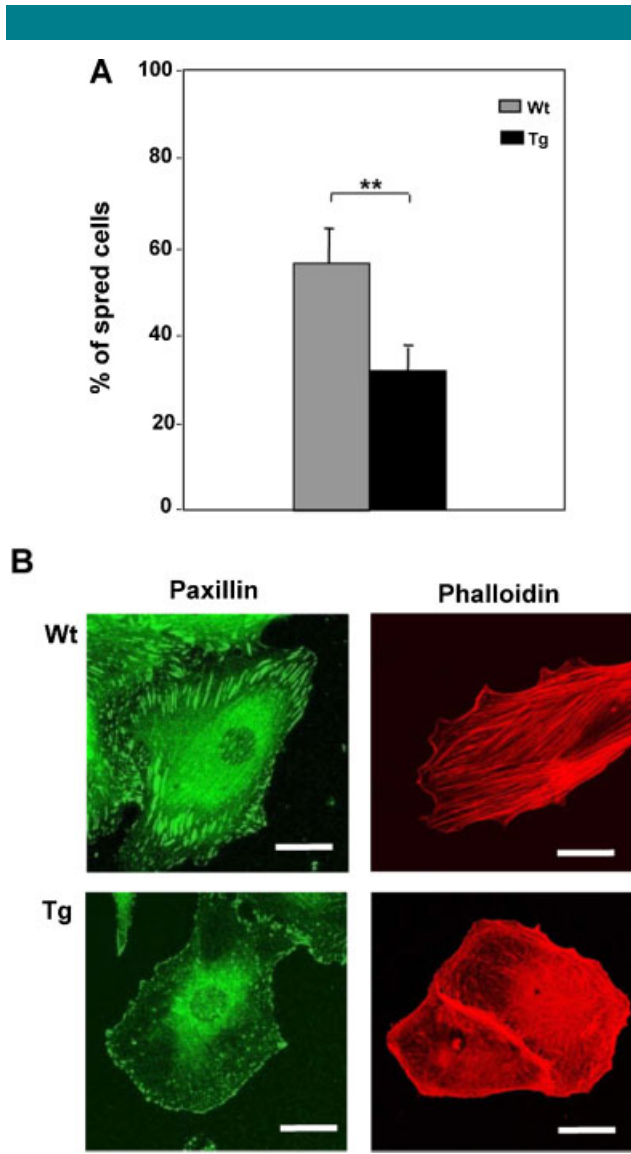 A
100
80
60
40
20
0
% of spred cells
Wt
Tg
**
B
Paxillin
Phalloidin
Wt
Tg